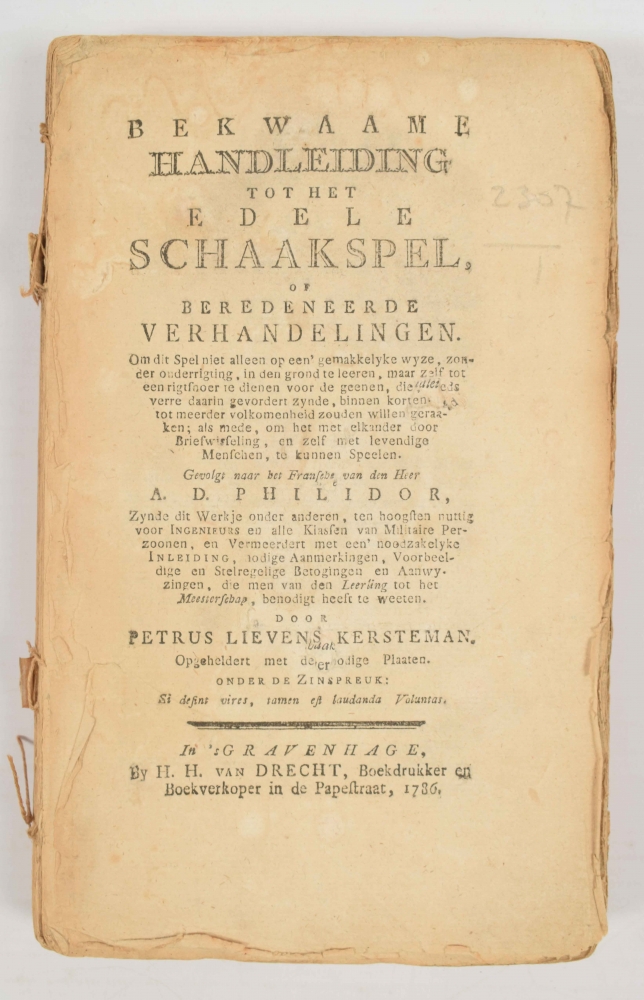 BEKWAAME
HANDLEIDING
TOT HET
EDELE
SCHAAKSPEL,
OF
BEREDENEERDE
VERHANDELINGEN.
Om dit Spel niet alleen op een' gemakkelyke wyze, zon-
der onderrigting, in den grond te leeren, maar zelf tot
een rigtsnoer te dienen voor de geenen, die
verre daarin gevordert zynde, binnen korten
tot meerder volkomenheid zouden willen geraa-
ken; als mede, om het met elkander door
Briefwisseling, en zelf met levendige
Menschen, te kunnen Speelen.
Gevolgt naar het Fransche van den Heer
A. D. PHILIDOR,
Zynde dit Werkje onder anderen, ten hoogsten nuttig
voor INGENIEURS en alle Klassen van Militaire Per-
zoonen, en Vermeerdert met een' noodzakelyke
INLEIDING, nodige Aanmerkingen, Voorbeel-
dige en Stelregelige Betogingen en Aanwy-
zingen, die men van den Leerling tot het
Meesterschap, benodigt heeft te weeten.
DOOR
PETRUS LIEVENS KERSTEMAN.
Opgeheldert met de odige Plaaten.
ONDER DE ZINSPREUK:
Si desint vires, tamen est laudanda Voluntas.
In 'sGRAVENHAGE,
By H. H. VAN DRECHT, Boekdrukker en
Boekverkoper in de Papestraat, 1786.
2307
1